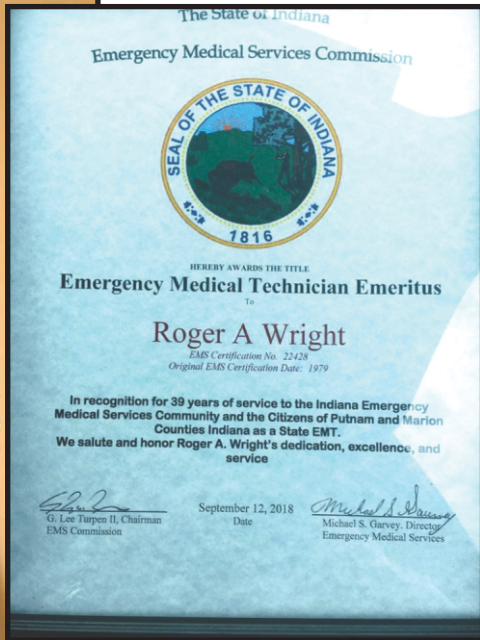 The State of Indiana
Emergency Medical Services Commission
SEAL OF THE STATE OF INDIANA
1816
HEREBY AWARDS THE TITLE
Emergency Medical Technician Emeritus
To
Roger A Wright
EMS Certification No. 22428
Original EMS Certification Date: 1979
In recognition for 39 years of service to the Indiana Emergency
Medical Services Community and the Citizens of Putnam and Marion
Counties Indiana as a State EMT.
We salute and honor Roger A. Wright's dedication, excellence, and
service
G. Lee Turpen II, Chairman
EMS Commission
September 12, 2018
Date
Michael S. Garvey
Michael S. Garvey, Director
Emergency Medical Services